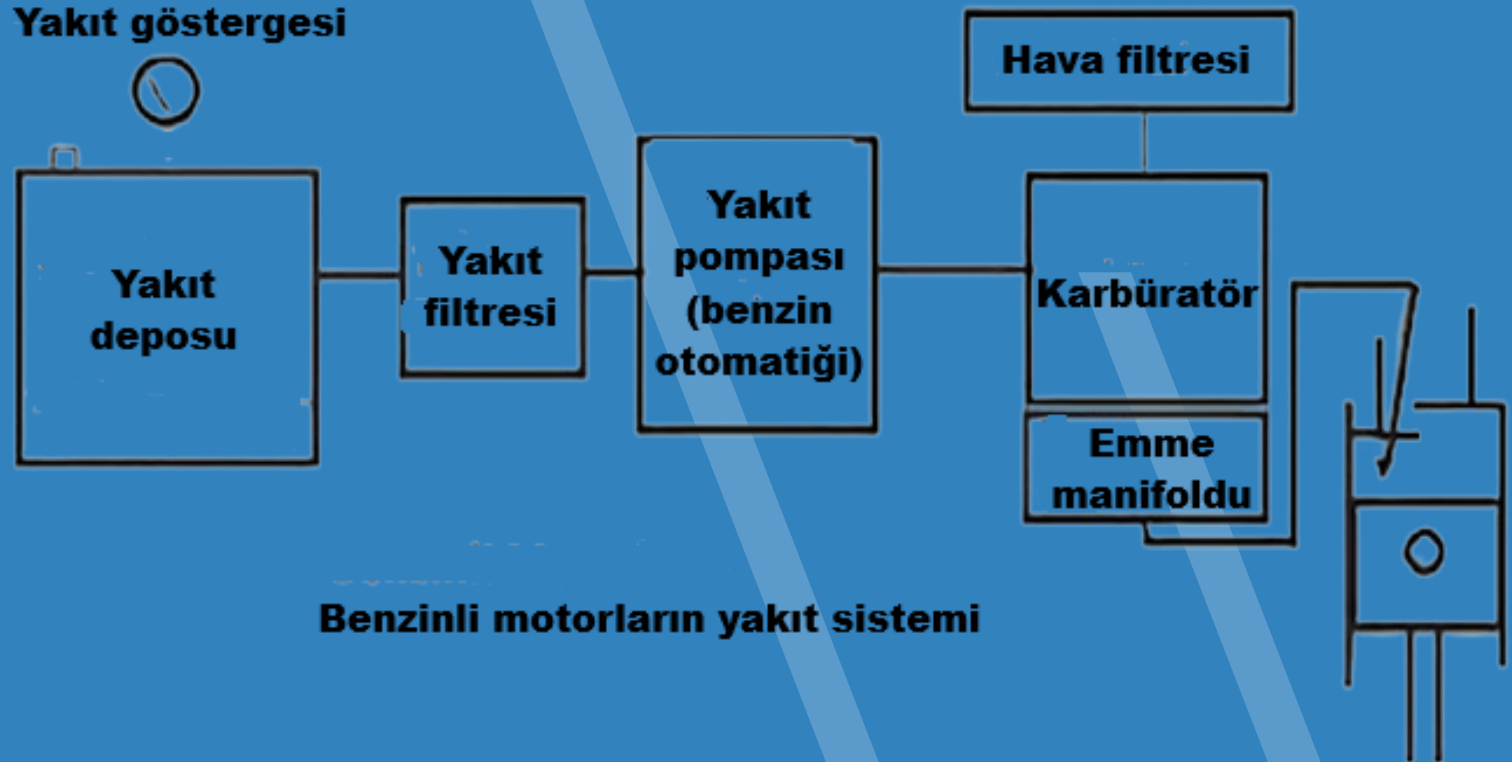 Yakıt göstergesi
Hava filtresi
Yakıt
deposu
Yakıt
filtresi
Yakıt
pompası
(benzin
otomatiği)
Karbüratör
Emme
manifoldu
Benzinli motorların yakıt sistemi